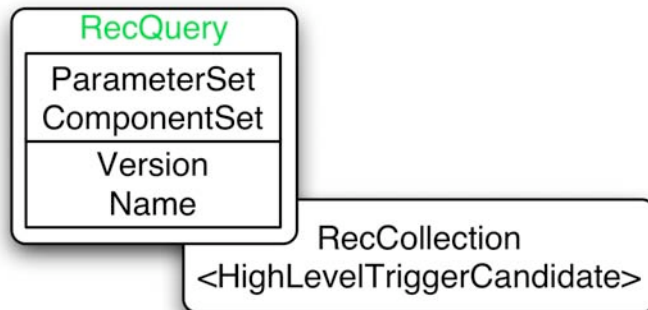 RecQuery
ParameterSet
ComponentSet
Version
Name
RecCollection
<HighLevelTriggerCandidate>